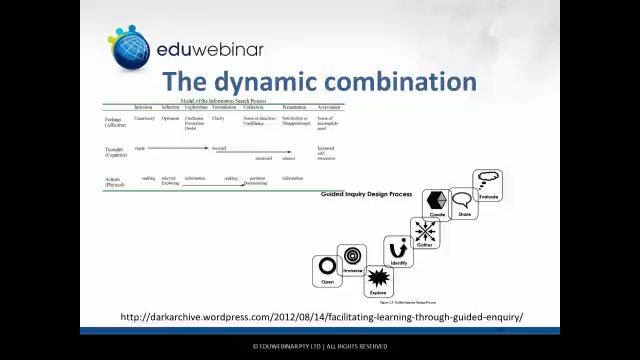 eduwebinar
The dynamic combination
Model of the Information Search Process
Initiation Selection Exploration Formulation Collection Presentation Assessment
Feelings (Affective) Uncertainty Optimism Confusion Frustration Doubt Clarity Sense of direction/ Confidence Satisfaction or Disappointment Sense of accomplishment
Thoughts (Cognitive) vague focused
increased interest Increased self-awareness
Actions (Physical) seeking relevant information, seeking pertinent information
Exploring Documenting
Guided Inquiry Design Process
Evaluate
Create Share
Gather
Identify
Immerse
Open
Explore
Guided Inquiry Design Process
http://darkarchive.wordpress.com/2012/08/14/facilitating-learning-through-guided-enquiry/
© EDUWEBINAR PTY LTD | ALL RIGHTS RESERVED